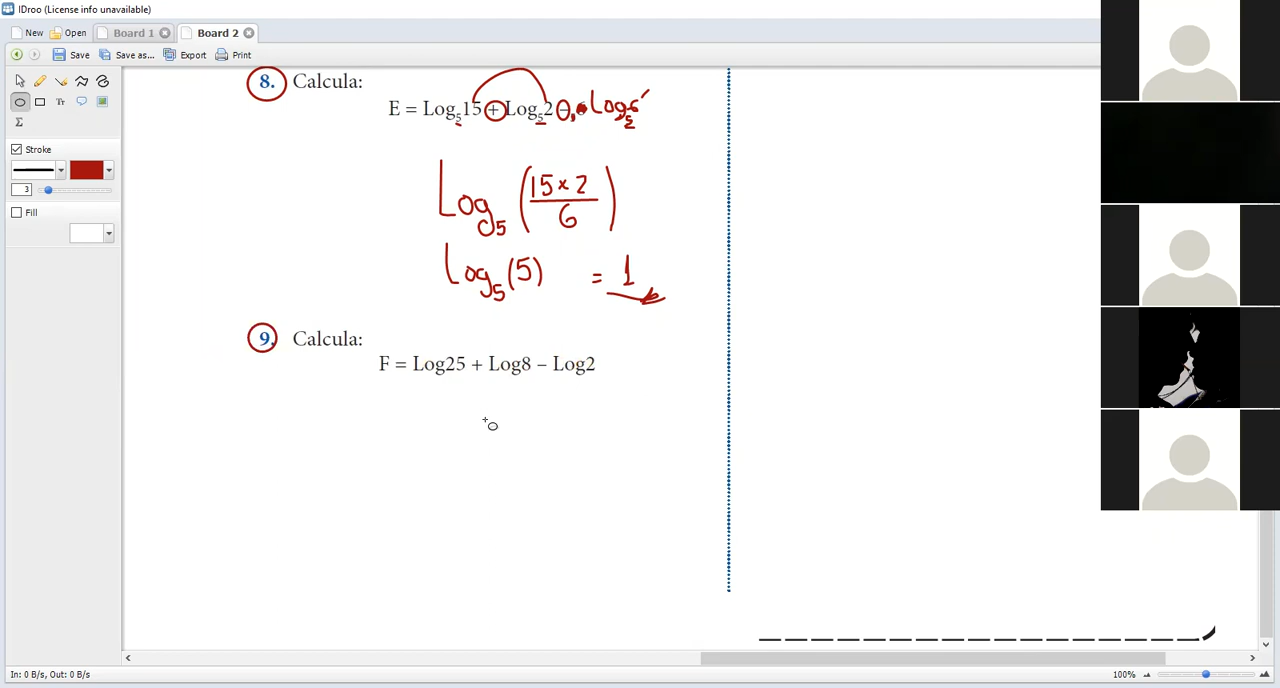 IDroo (License info unavailable)
New Open Board 1 Board 2
Save Save as... Export Print
Tr
Σ
Stroke
3
Fill
8. Calcula:
E = Log₅15 + Log₅2 – Log₅6
Log₅ (15 × 2 / 6)
Log₅ (5) = 1
9. Calcula:
F = Log25 + Log8 – Log2
In: 0 B/s, Out: 0 B/s 100%